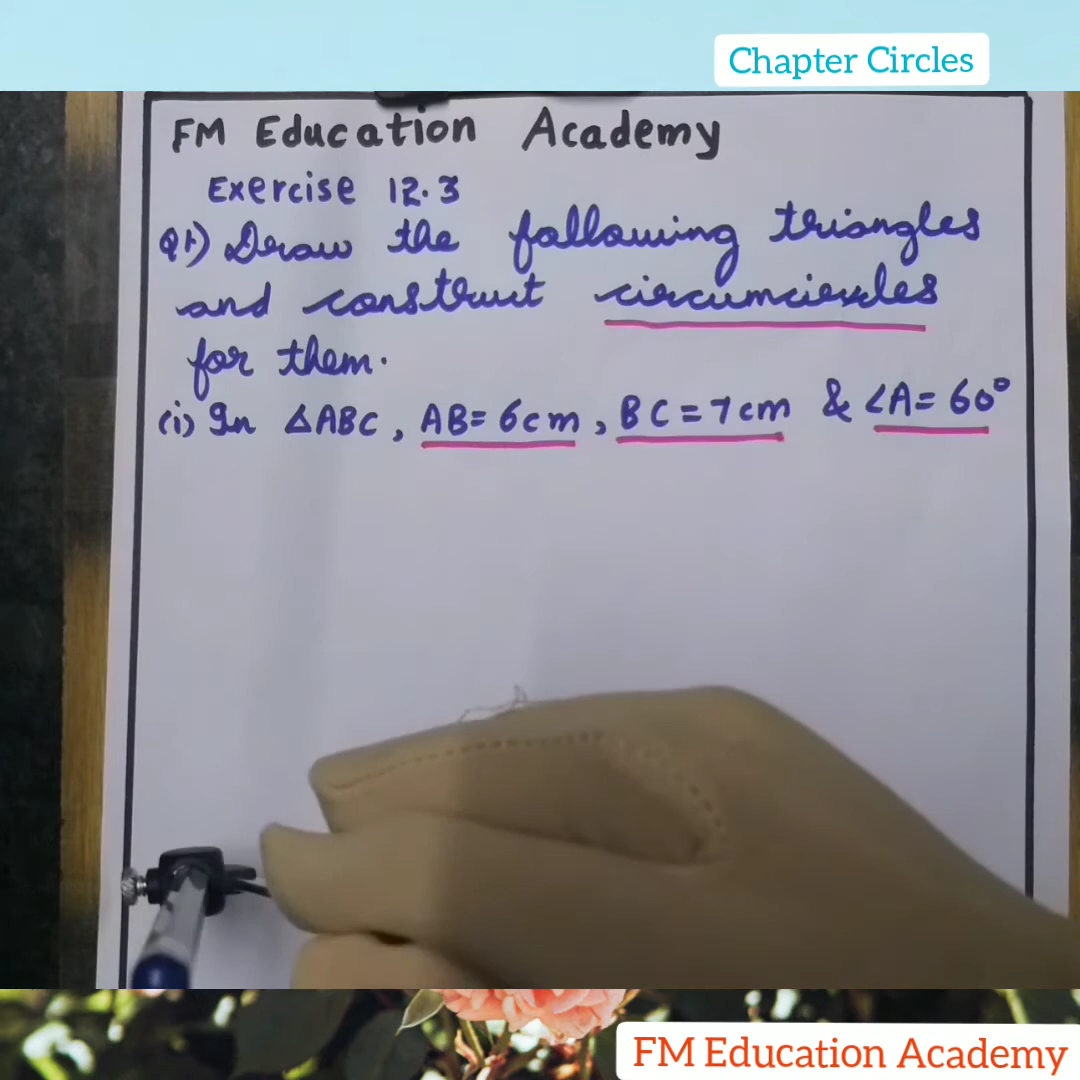 Chapter Circles
FM Education Academy
Exercise 12.3
Q1) Draw the following triangles
and construct circumcircles
for them.
(i) In △ABC, AB= 6cm, BC=7cm & ∠A= 60°
FM Education Academy